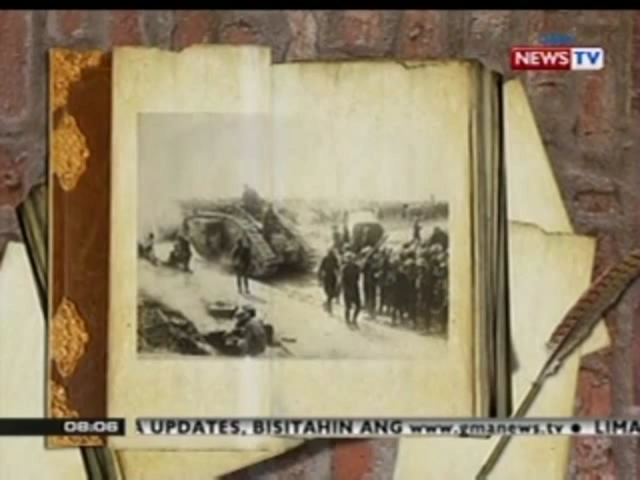 NEWS TV
08:06 A UPDATES, BISITAHIN ANG www.gmanews.tv ● LIMA